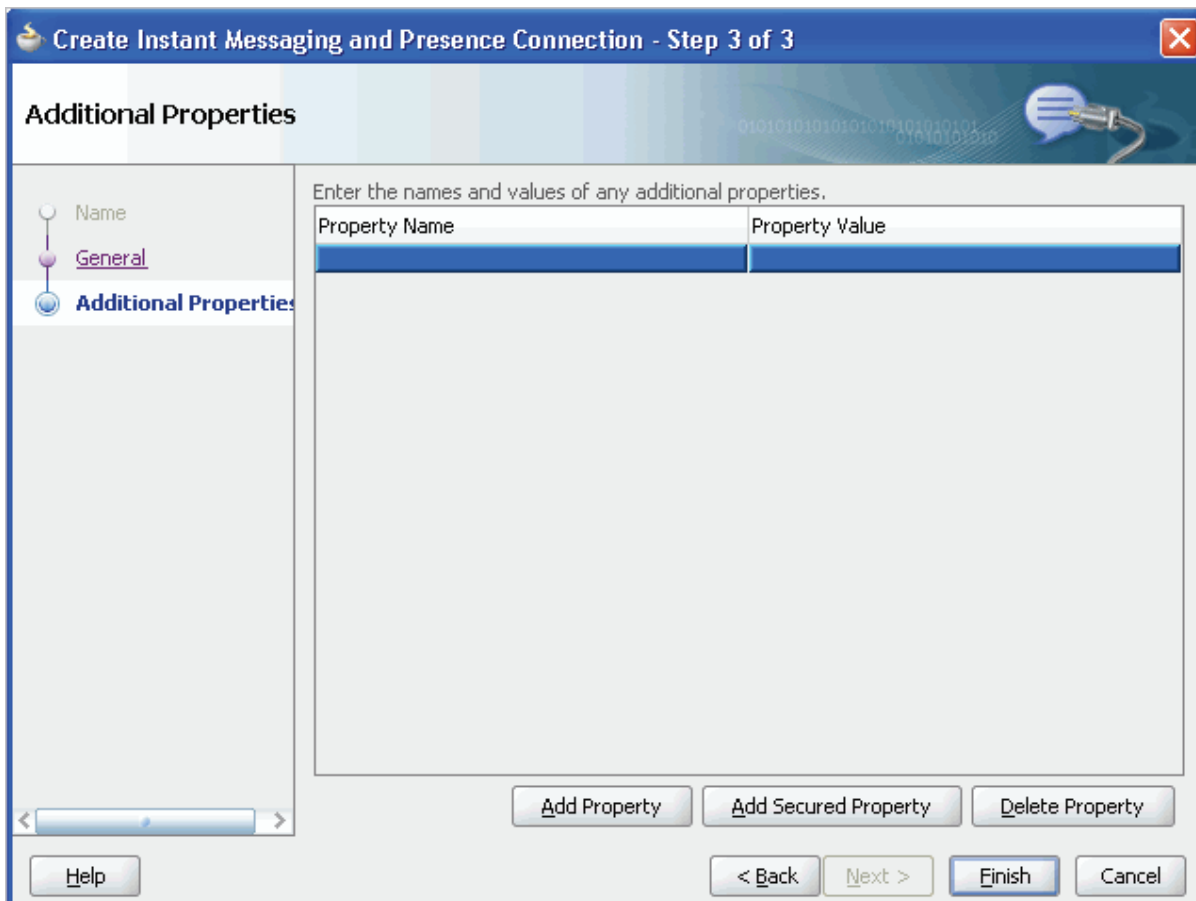 Create Instant Messaging and Presence Connection - Step 3 of 3
Additional Properties
0101010101010101010101010101
01010101010
Name
General
Additional Properties
Enter the names and values of any additional properties.
Property Name Property Value
Add Property Add Secured Property Delete Property
Help < Back Next > Finish Cancel